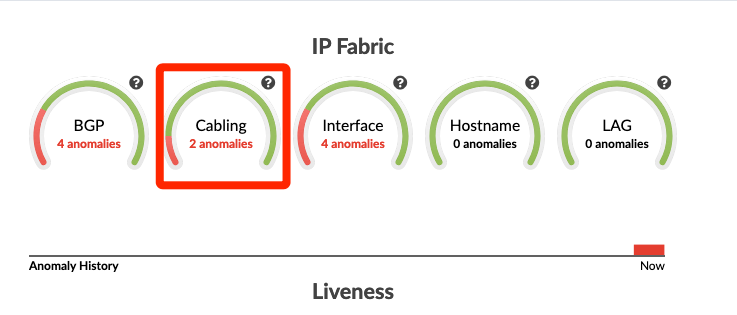 IP Fabric
? ? ? ? ?
BGP
4 anomalies
Cabling
2 anomalies
Interface
4 anomalies
Hostname
0 anomalies
LAG
0 anomalies
Anomaly History
Now
Liveness